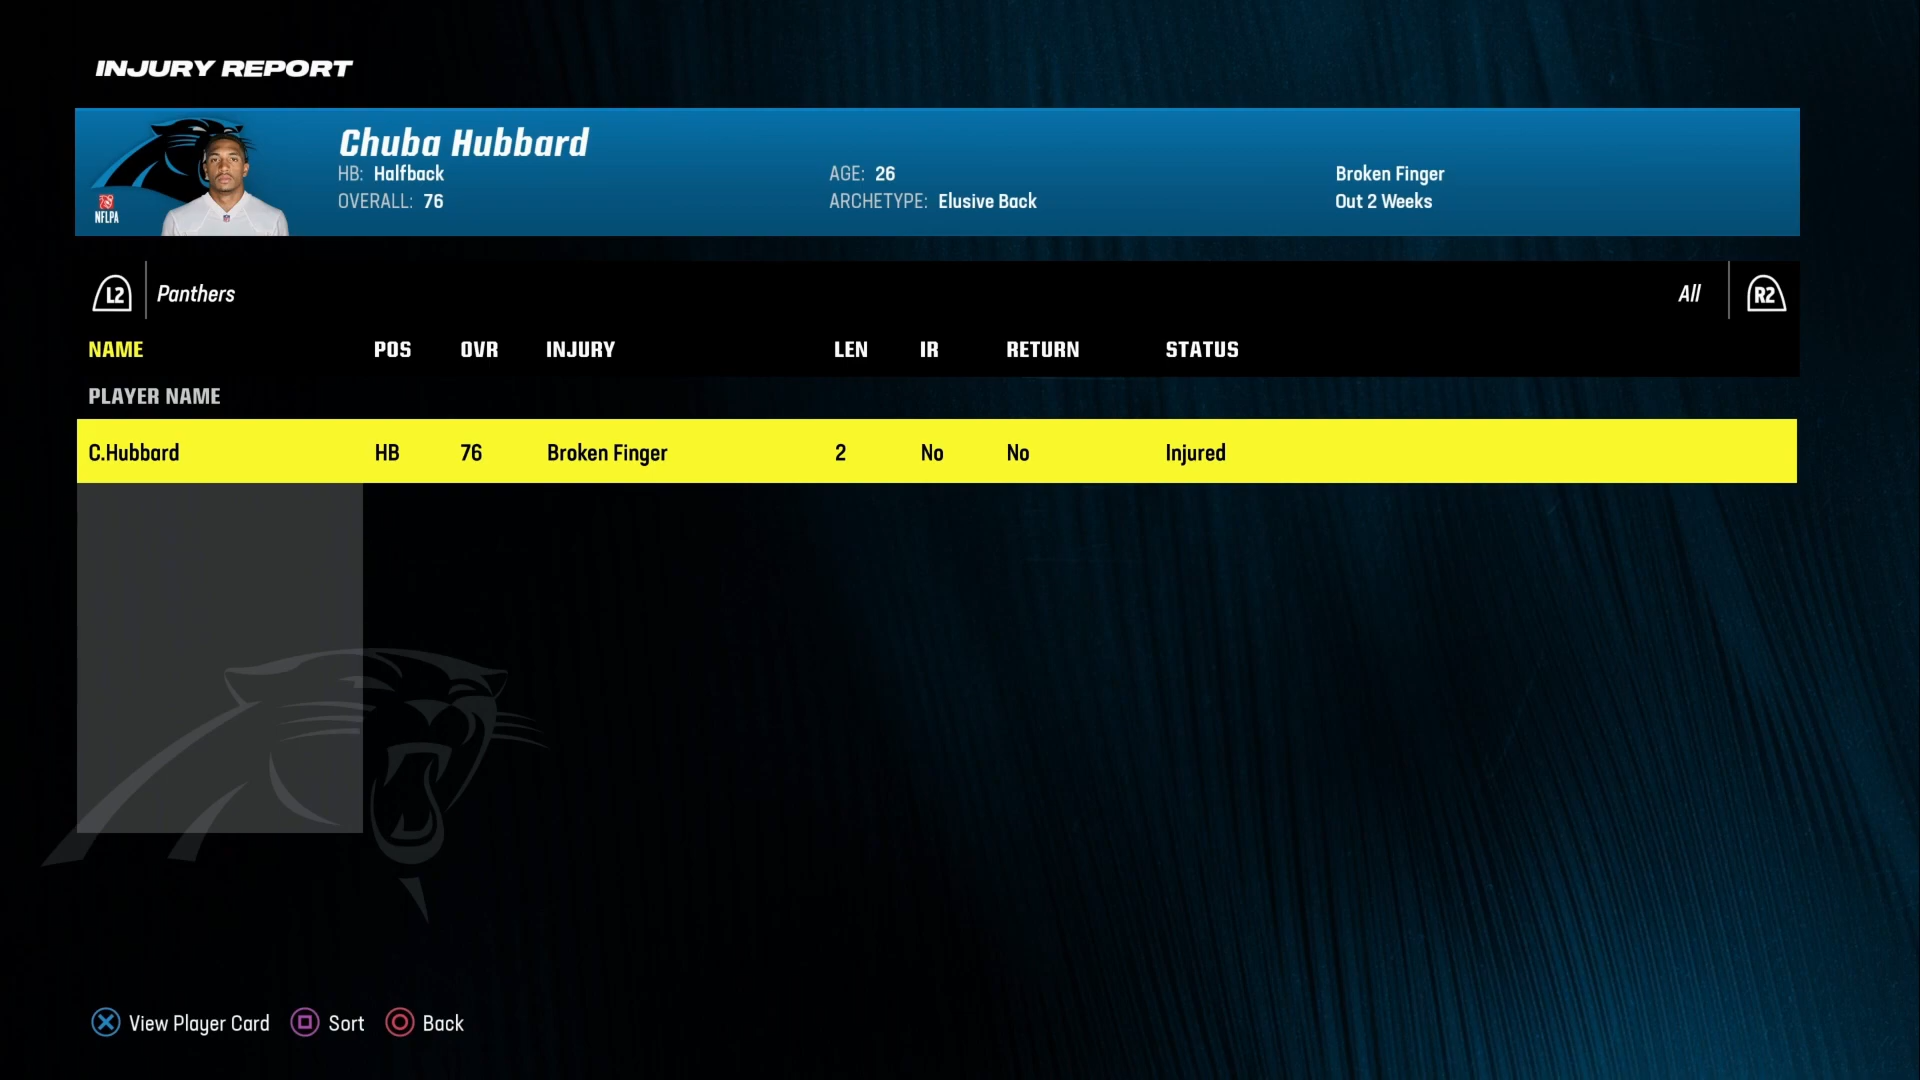 INJURY REPORT
Chuba Hubbard
HB: Halfback
OVERALL: 76
AGE: 26
ARCHETYPE: Elusive Back
Broken Finger
Out 2 Weeks
NFLPA
L2 Panthers
All R2
NAME POS OVR INJURY LEN IR RETURN STATUS
PLAYER NAME
C.Hubbard HB 76 Broken Finger 2 No No Injured
View Player Card Sort Back